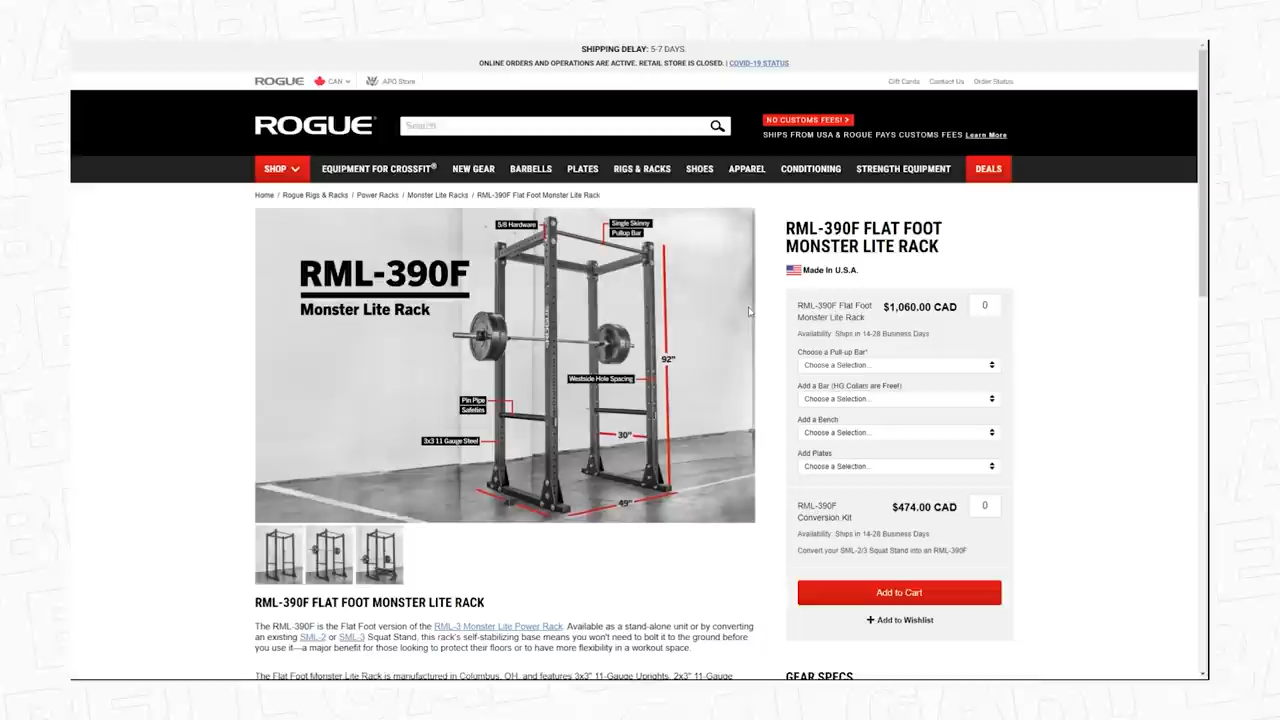 SHIPPING DELAY: 5-7 DAYS.
ONLINE ORDERS AND OPERATIONS ARE ACTIVE. RETAIL STORE IS CLOSED. | COVID-19 STATUS
ROGUE CAN APO Store Gift Cards Contact Us Order Status
ROGUE
Search
NO CUSTOMS FEES! >
SHIPS FROM USA & ROGUE PAYS CUSTOMS FEES Learn More
SHOP EQUIPMENT FOR CROSSFIT® NEW GEAR BARBELLS PLATES RIGS & RACKS SHOES APPAREL CONDITIONING STRENGTH EQUIPMENT DEALS
Home / Rogue Rigs & Racks / Power Racks / Monster Lite Racks / RML-390F Flat Foot Monster Lite Rack
RML-390F
Monster Lite Rack
5/8 Hardware
Single Skinny
Pullup Bar
92"
Westside Hole Spacing
Pin Pipe
Safeties
30"
3x3 11 Gauge Steel
49"
RML-390F FLAT FOOT
MONSTER LITE RACK
Made In U.S.A.
RML-390F Flat Foot
Monster Lite Rack
$1,060.00 CAD
0
Availability: Ships in 14-28 Business Days
Choose a Pull-up Bar*
Choose a Selection...
Add a Bar (HG Collars are Free!)
Choose a Selection...
Add a Bench
Choose a Selection...
Add Plates
Choose a Selection...
RML-390F
Conversion Kit
$474.00 CAD
0
Availability: Ships in 14-28 Business Days
Convert your SML-2/3 Squat Stand into an RML-390F
Add to Cart
+ Add to Wishlist
RML-390F FLAT FOOT MONSTER LITE RACK
The RML-390F is the Flat Foot version of the RML-3 Monster Lite Power Rack. Available as a stand-alone unit or by converting
an existing SML-2 or SML-3 Squat Stand, this rack's self-stabilizing base means you won't need to bolt it to the ground before
you use it—a major benefit for those looking to protect their floors or to have more flexibility in a workout space.
The Flat Foot Monster Lite Rack is manufactured in Columbus, OH, and features 3x3" 11-Gauge Uprights, 2x3" 11-Gauge
GEAR SPECS